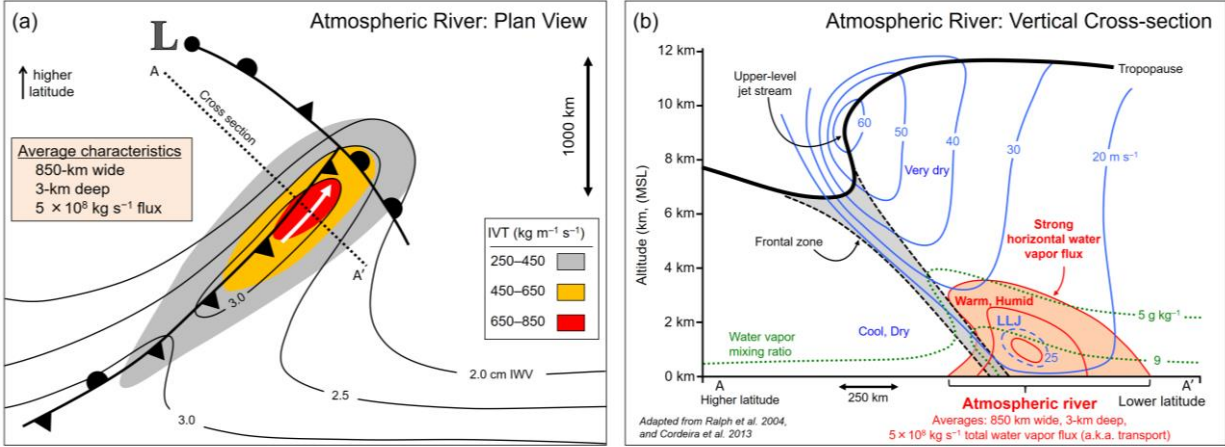 (a)
Atmospheric River: Plan View
L
higher
latitude
A
Cross section
1000 km
Average characteristics
850-km wide
3-km deep
5 × 10⁸ kg s⁻¹ flux
IVT (kg m⁻¹ s⁻¹)
250–450
450–650
650–850
A'
3.0
2.0 cm IWV
2.5
3.0
(b)
Atmospheric River: Vertical Cross-section
12 km
10 km
8 km
6 km
4 km
2 km
0 km
Altitude (km, (MSL)
Tropopause
Upper-level
jet stream
60
50
40
30
20 m s⁻¹
Very dry
Frontal zone
Strong
horizontal water
vapor flux
Warm, Humid
5 g kg⁻¹
LLJ
25
Cool, Dry
Water vapor
mixing ratio
9
A
Higher latitude
250 km
A'
Lower latitude
Atmospheric river
Averages: 850 km wide, 3-km deep,
5 × 10⁸ kg s⁻¹ total water vapor flux (a.k.a. transport)
Adapted from Ralph et al. 2004,
and Cordeira et al. 2013